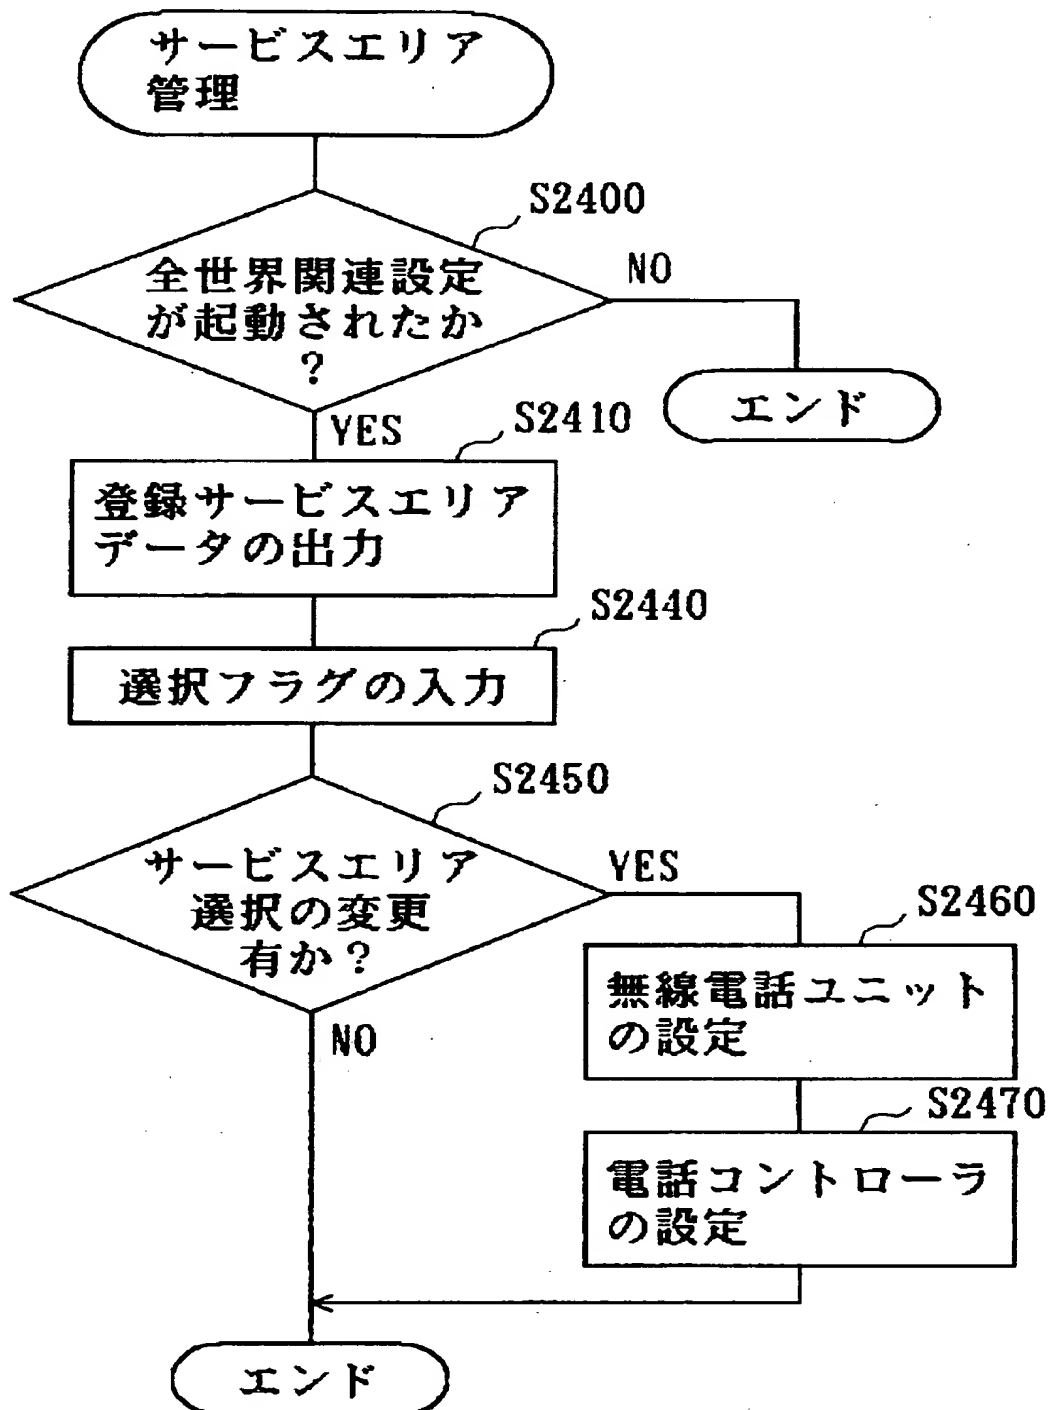 サービスエリア
管理
S2400
全世界関連設定
が起動されたか
?
NO
エンド
YES
S2410
登録サービスエリア
データの出力
S2440
選択フラグの入力
S2450
サービスエリア
選択の変更
有か?
YES
S2460
無線電話ユニット
の設定
NO
S2470
電話コントローラ
の設定
エンド